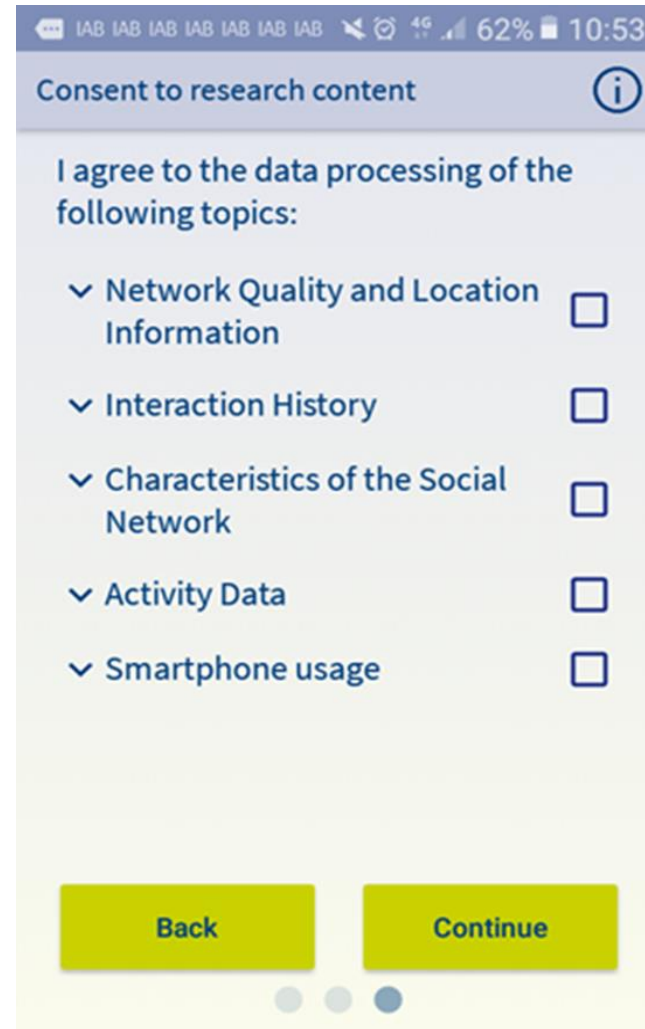 IAB IAB IAB IAB IAB IAB IAB 4G 62% 10:53
Consent to research content
I agree to the data processing of the
following topics:
Network Quality and Location
Information
Interaction History
Characteristics of the Social
Network
Activity Data
Smartphone usage
Back Continue